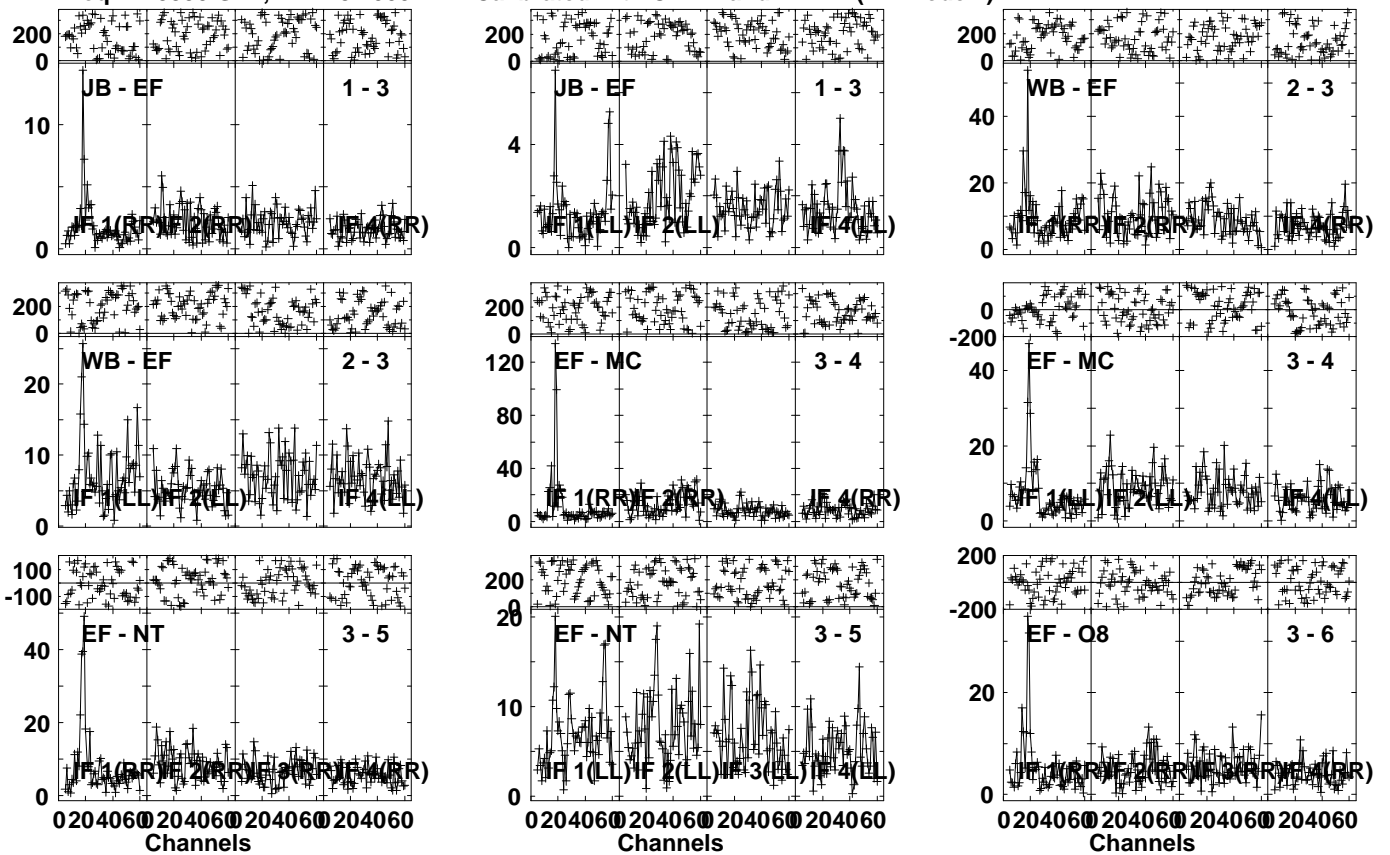 200 200 200
0 0 0
JB - EF 1 - 3 JB - EF 1 - 3 WB - EF 2 - 3
10 4 40
20
0 IF 1(RR) IF 2(RR) IF 4(RR) 0 IF 1(LL) IF 2(LL) IF 4(LL) 0 IF 1(RR) IF 2(RR) IF 4(RR)
200 200 0
0 0 -200
WB - EF 2 - 3 EF - MC 3 - 4 EF - MC 3 - 4
20 120 40
10 80 20
40
0 IF 1(LL) IF 2(LL) IF 4(LL) 0 IF 1(RR) IF 2(RR) IF 4(RR) 0 IF 1(LL) IF 2(LL) IF 4(LL)
100 200 200
-100 0 -200
EF - NT 3 - 5 EF - NT 3 - 5 EF - O8 3 - 6
40 20
20 10 20
0 IF 1(RR) IF 2(RR) IF 3(RR) IF 4(RR) 0 IF 1(LL) IF 2(LL) IF 3(LL) IF 4(LL) 0 IF 1(RR) IF 2(RR) IF 3(RR) IF 4(RR)
0 20 40 60 0 20 40 60 0 20 40 60 0 20 40 60 0 20 40 60 0 20 40 60 0 20 40 60 0 20 40 60 0 20 40 60 0 20 40 60 0 20 40 60 0 20 40 60
Channels Channels Channels